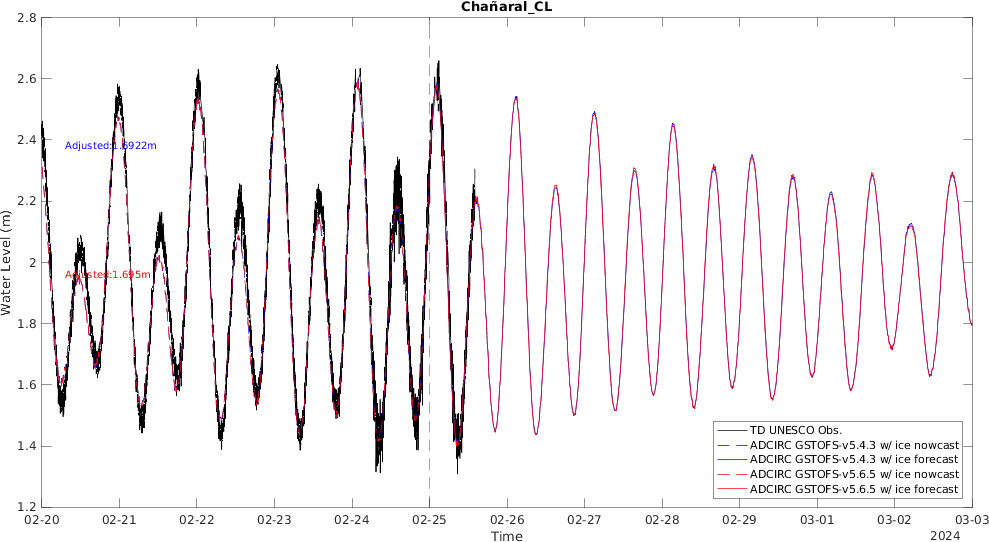 Chañaral_CL
2.8
2.6
2.4
2.2
2
1.8
1.6
1.4
1.2
Water Level (m)
Adjusted:1.6922m
Adjusted:1.695m
TD UNESCO Obs.
ADCIRC GSTOFS-v5.4.3 w/ ice nowcast
ADCIRC GSTOFS-v5.4.3 w/ ice forecast
ADCIRC GSTOFS-v5.6.5 w/ ice nowcast
ADCIRC GSTOFS-v5.6.5 w/ ice forecast
02-20 02-21 02-22 02-23 02-24 02-25 02-26 02-27 02-28 02-29 03-01 03-02 03-03
Time
2024